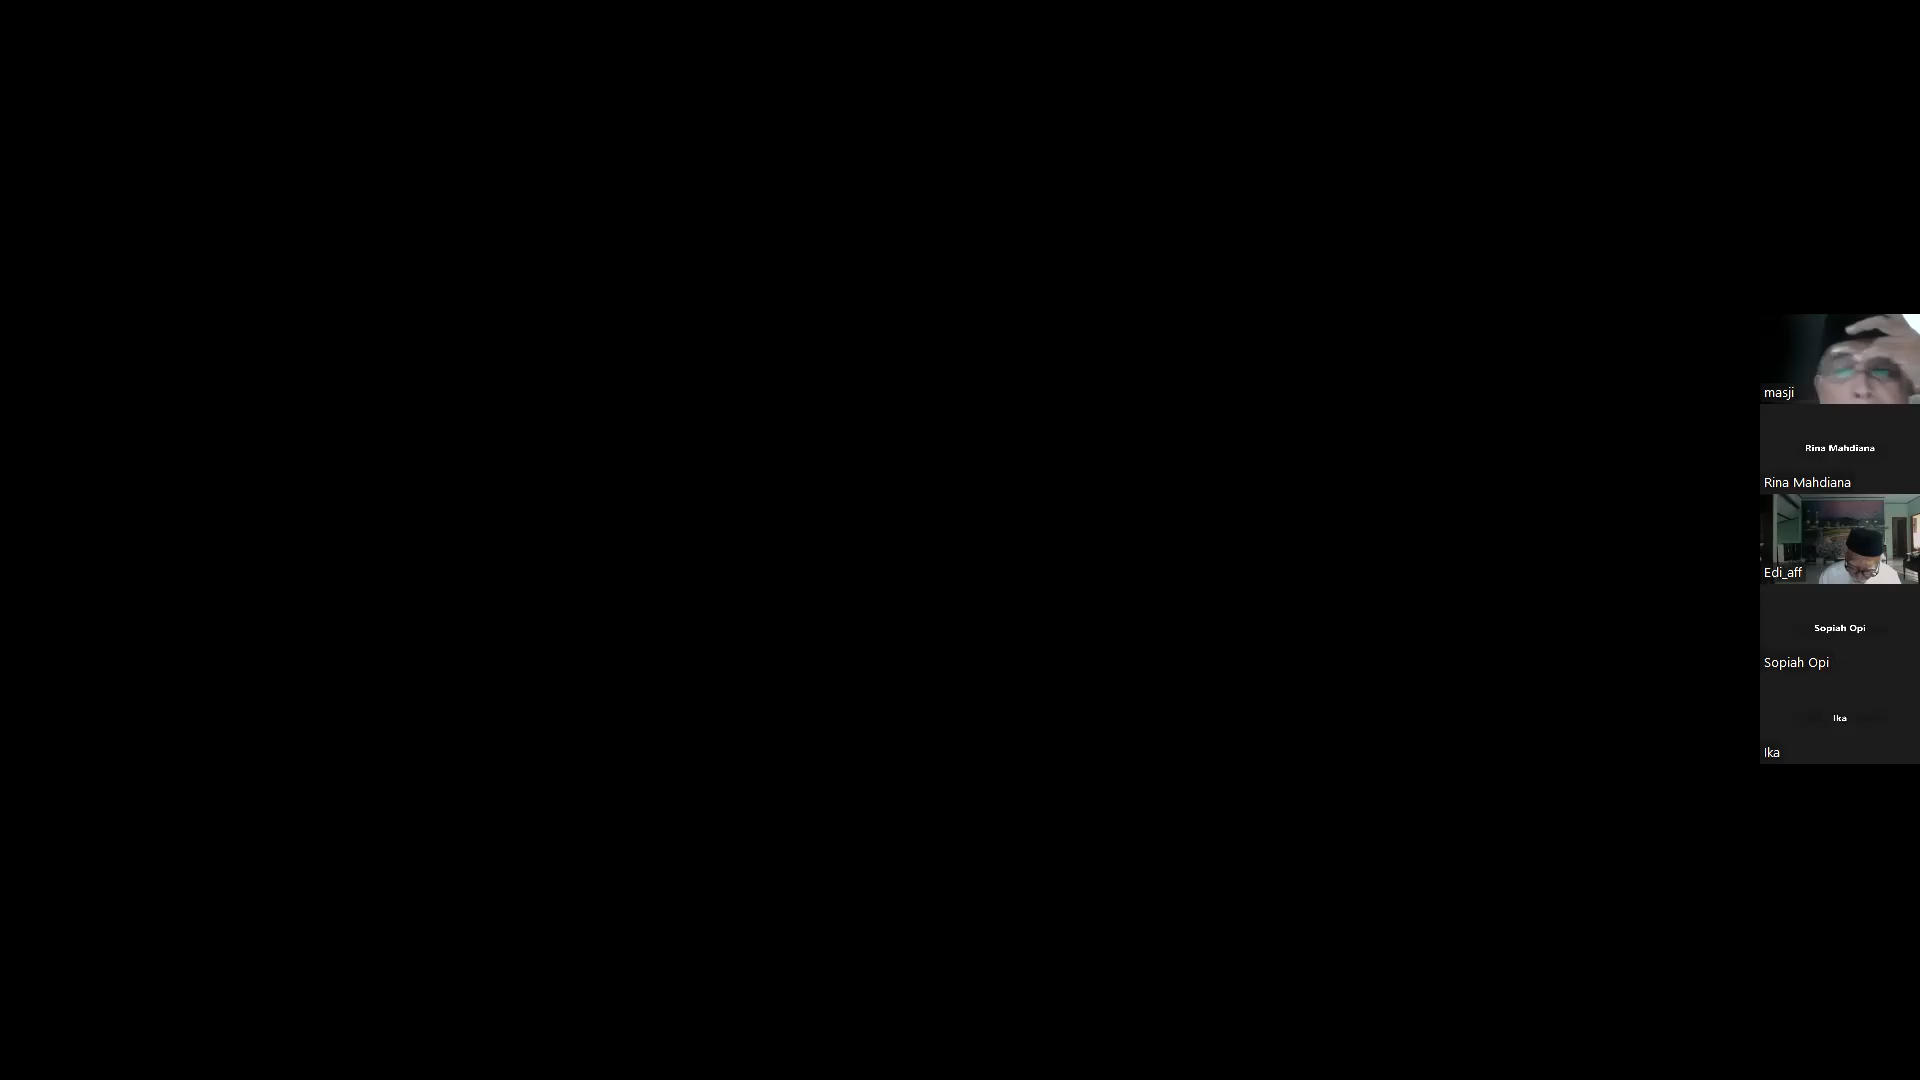 masji
Rina Mahdiana
Rina Mahdiana
Edi_aff
Sopiah Opi
Sopiah Opi
Ika
Ika